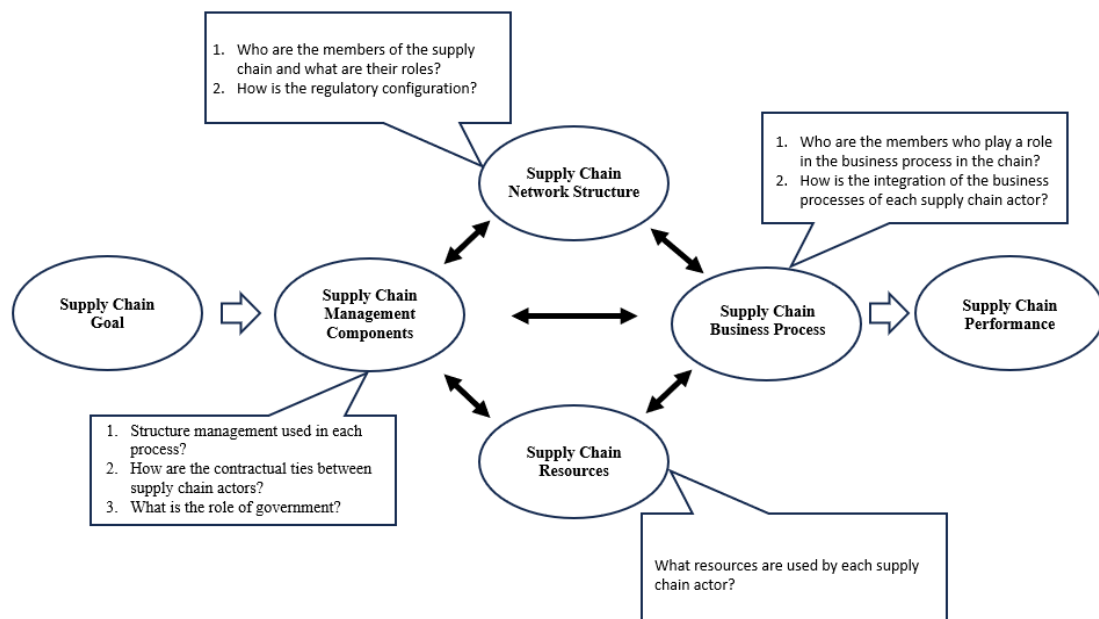 1. Who are the members of the supply
chain and what are their roles?
2. How is the regulatory configuration?
1. Who are the members who play a role
in the business process in the chain?
2. How is the integration of the business
processes of each supply chain actor?
Supply Chain
Network Structure
Supply Chain
Goal
Supply Chain
Management
Components
Supply Chain
Business Process
Supply Chain
Performance
1. Structure management used in each
process?
2. How are the contractual ties between
supply chain actors?
3. What is the role of government?
Supply Chain
Resources
What resources are used by each supply
chain actor?